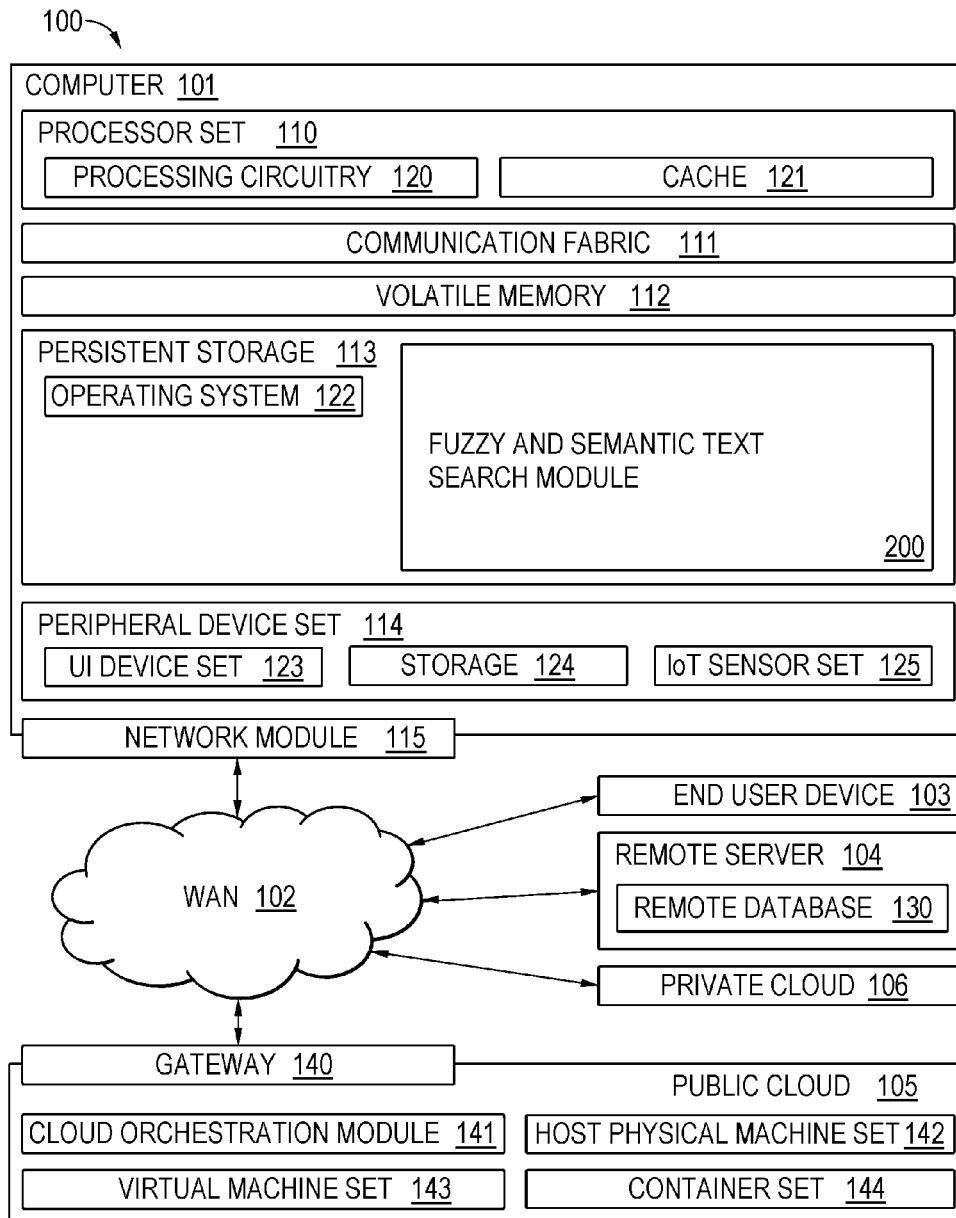 100
COMPUTER 101
PROCESSOR SET 110
PROCESSING CIRCUITRY 120
CACHE 121
COMMUNICATION FABRIC 111
VOLATILE MEMORY 112
PERSISTENT STORAGE 113
OPERATING SYSTEM 122
FUZZY AND SEMANTIC TEXT
SEARCH MODULE
200
PERIPHERAL DEVICE SET 114
UI DEVICE SET 123
STORAGE 124
IoT SENSOR SET 125
NETWORK MODULE 115
WAN 102
END USER DEVICE 103
REMOTE SERVER 104
REMOTE DATABASE 130
PRIVATE CLOUD 106
GATEWAY 140
PUBLIC CLOUD 105
CLOUD ORCHESTRATION MODULE 141
HOST PHYSICAL MACHINE SET 142
VIRTUAL MACHINE SET 143
CONTAINER SET 144